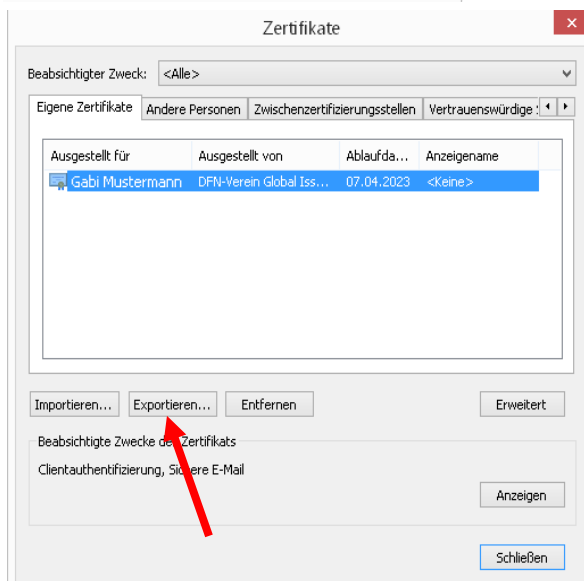 Zertifikate
Beabsichtigter Zweck: <Alle>
Eigene Zertifikate Andere Personen Zwischenzertifizierungsstellen Vertrauenswürdige
Ausgestellt für Ausgestellt von Ablaufda... Anzeigename
Gabi Mustermann DFN-Verein Global Iss... 07.04.2023 <Keine>
Importieren... Exportieren... Entfernen Erweitert
Beabsichtigte Zwecke des Zertifikats
Clientauthentifizierung, Sichere E-Mail
Anzeigen
Schließen